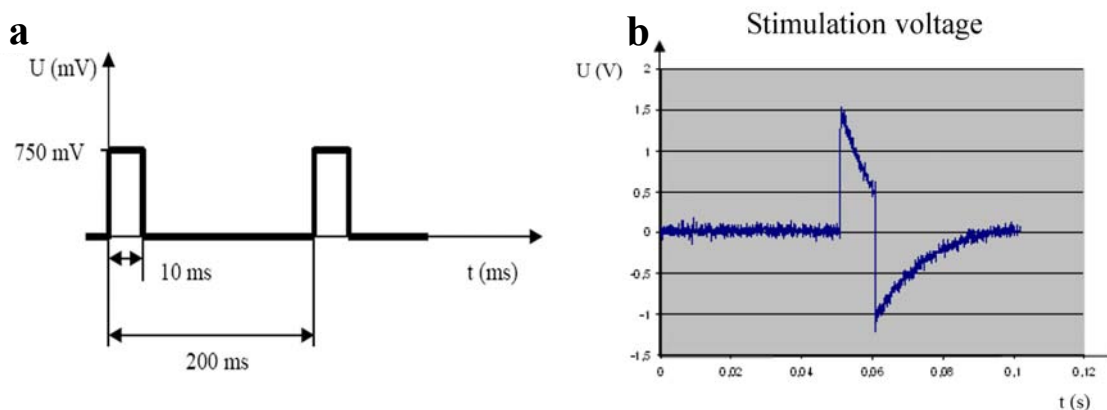 a
U (mV)
750 mV
10 ms
t (ms)
200 ms
b
Stimulation voltage
U (V)
2
1,5
1
0,5
0
-0,5
-1
-1,5
0 0,02 0,04 0,06 0,08 0,1 0,12
t (s)